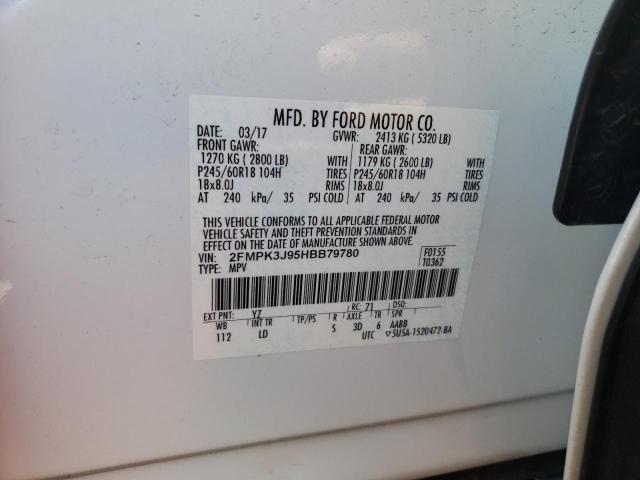 MFD. BY FORD MOTOR CO.
DATE: 03/17 GVWR: 2413 KG ( 5320 LB)
FRONT GAWR: REAR GAWR:
1270 KG ( 2800 LB) WITH 1179 KG ( 2600 LB) WITH
P245/60R18 104H TIRES P245/60R18 104H TIRES
18x8.0J RIMS 18x8.0J RIMS
AT 240 kPa/ 35 PSI COLD AT 240 kPa/ 35 PSI COLD
THIS VEHICLE CONFORMS TO ALL APPLICABLE FEDERAL MOTOR
VEHICLE SAFETY AND THEFT PREVENTION STANDARDS IN EFFECT
ON THE DATE OF MANUFACTURE SHOWN ABOVE.
VIN: 2FMPK3J95HBB79780 F0155
TYPE: MPV T0362
EXT PNT: YZ RC: 71 DSO:
WB INT TR TP/PS R AXLE TR SPR
112 LD S 3D 6 AABB
UTC ▽5U5A-1520472-BA